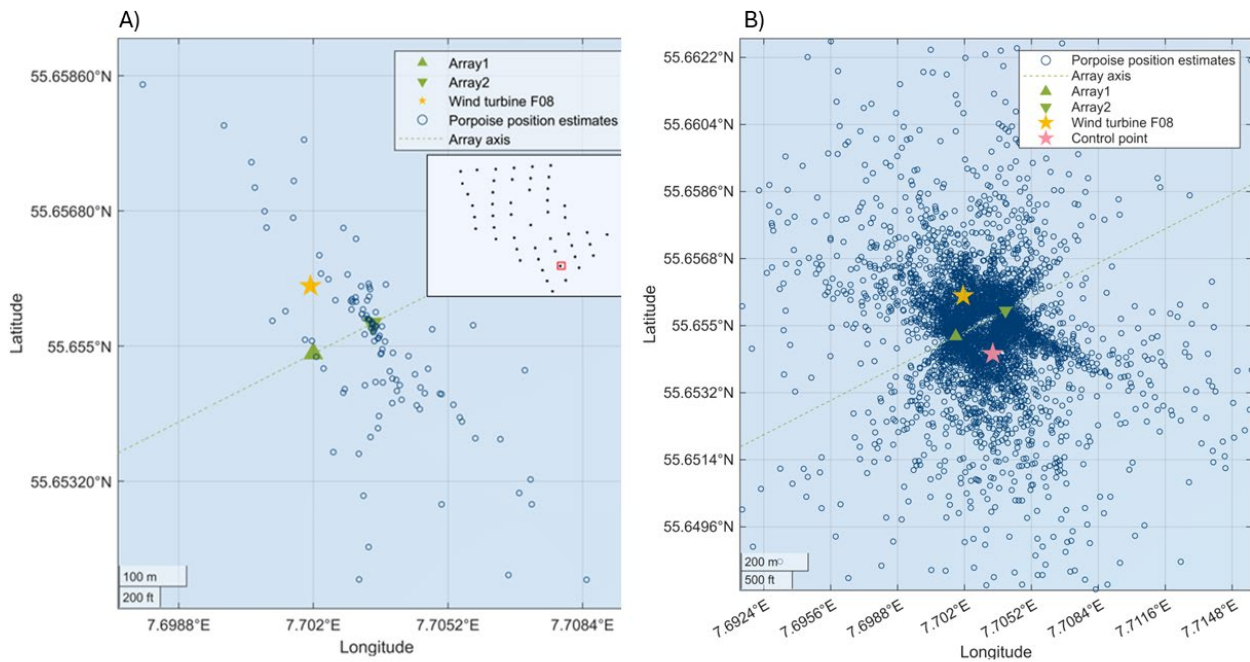 A)
55.65860°N
55.65680°N
55.655°N
55.65320°N
Latitude
Array1
Array2
Wind turbine F08
Porpoise position estimates
Array axis
100 m
200 ft
7.6988°E
7.702°E
7.7052°E
7.7084°E
Longitude
B)
55.6622°N
55.6604°N
55.6586°N
55.6568°N
55.655°N
55.6532°N
55.6514°N
55.6496°N
Latitude
Porpoise position estimates
Array axis
Array1
Array2
Wind turbine F08
Control point
200 m
500 ft
7.6924°E
7.6956°E
7.6988°E
7.702°E
7.7052°E
7.7084°E
7.7116°E
7.7148°E
Longitude